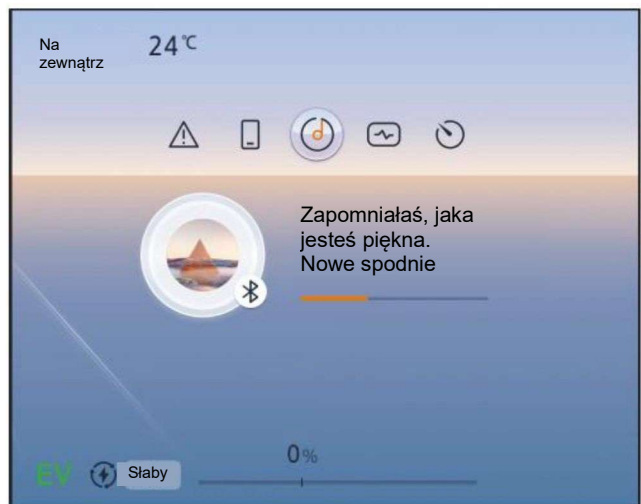 Na
zewnątrz
24°C
Zapomniałaś, jaka
jesteś piękna.
Nowe spodnie
0%
EV
Słaby